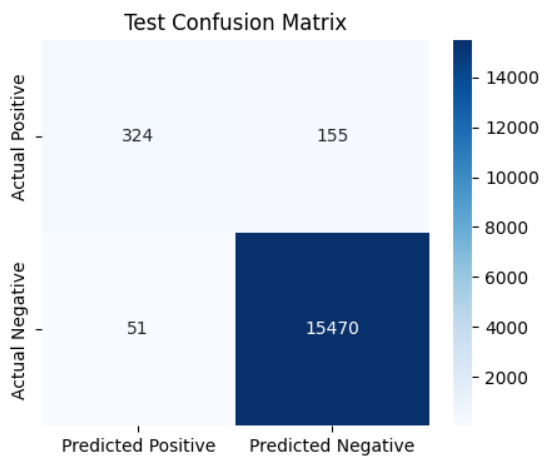 Test Confusion Matrix
Actual Positive
324
155
Actual Negative
51
15470
Predicted Positive
Predicted Negative
14000
12000
10000
8000
6000
4000
2000